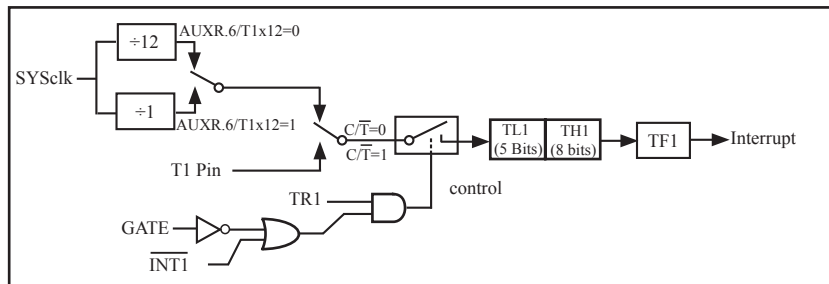 ÷12
AUXR.6/T1x12=0
SYSclk
÷1
AUXR.6/T1x12=1
C/T̅=0
C/T̅=1
TL1
(5 Bits)
TH1
(8 bits)
TF1
Interrupt
T1 Pin
control
TR1
GATE
I̅N̅T̅1̅